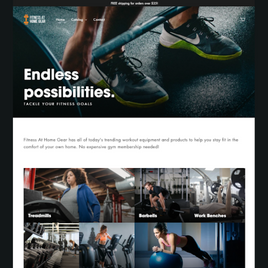 FREE shipping for orders over $50!
FITNESS AT
HOME GEAR
Home Catalog Contact
Endless
possibilities.
TACKLE YOUR FITNESS GOALS
Fitness At Home Gear has all of today's trending workout equipment and products to help you stay fit in the
comfort of your own home. No expensive gym membership needed!
Treadmills
Barbells
Work Benches